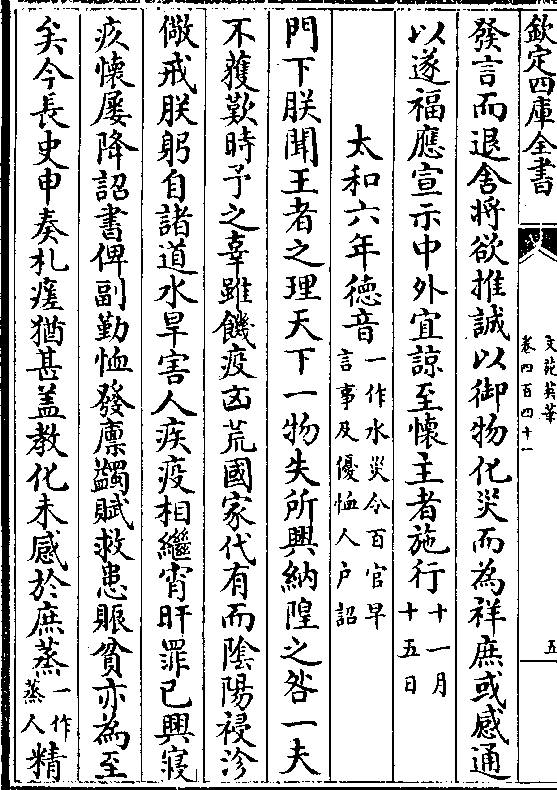 欽定四庫全書
文苑英華
卷四百四十一
五
發言而退舍將欲推誠以御物化災而為祥庶或感通
以遂福應宣示中外宜諒至懷主者施行十一月
十五日
太和六年德音一作水災令百官早
言事及優恤人户詔
門下朕聞王者之理天下一物失所興納隍之咎一夫
不獲歎時予之辜雖饑疫凶荒國家代有而陰陽祲沴
儆戒朕躬自諸道水旱害人疾疫相繼宵旰罪己興寢
疚懷屢降詔書俾副勤恤發廪蠲賦救患賑貧亦為至
矣今長史申奏札瘥猶甚盖教化未感於庶蒸一作
蒸人精